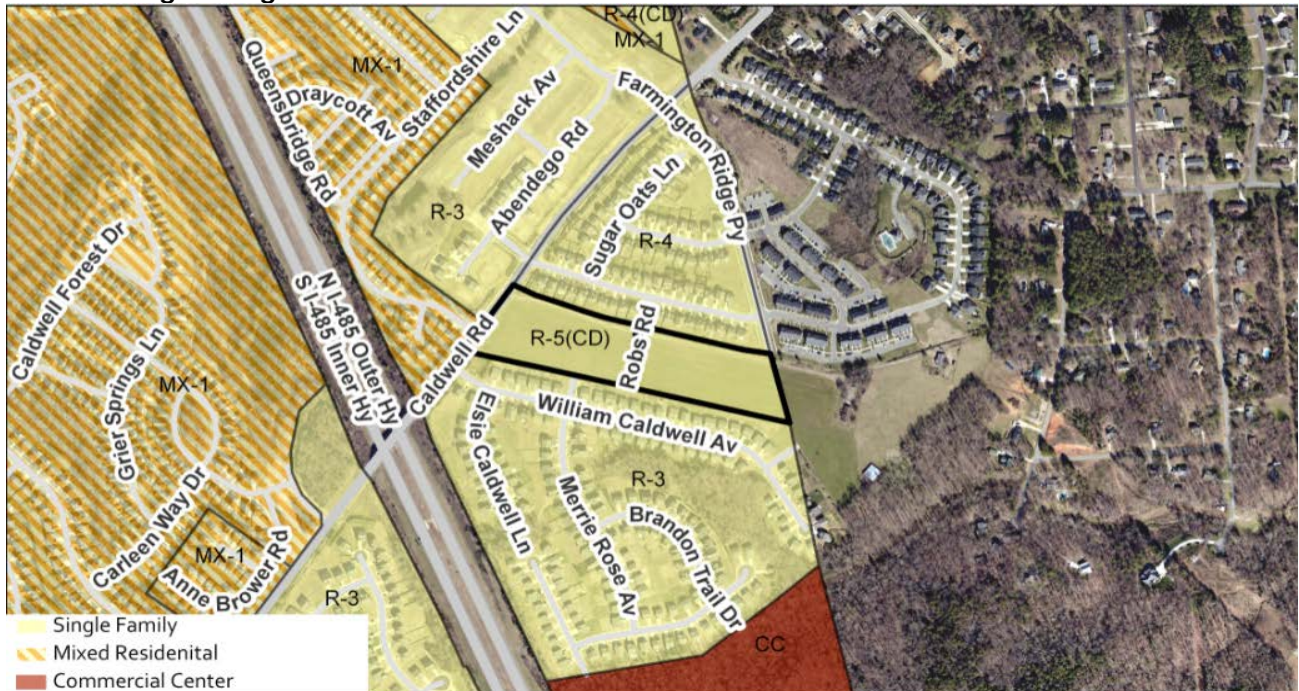 R-4(CD)
MX-1
MX-1
Queensbridge Rd
Draycott Av
Staffordshire Ln
Meshack Av
Abendego Rd
Farmington Ridge Py
Sugar Oats Ln
R-3
R-4
Caldwell Forest Dr
Grier Springs Ln
N I-485 Outer Hy
S I-485 Inner Hy
Caldwell Rd
R-5(CD)
Robs Rd
MX-1
William Caldwell Av
Elsie Caldwell Ln
Merrie Rose Av
R-3
Brandon Trail Dr
Carleen Way Dr
MX-1
Anne Brower Rd
R-3
CC
Single Family
Mixed Residenital
Commercial Center